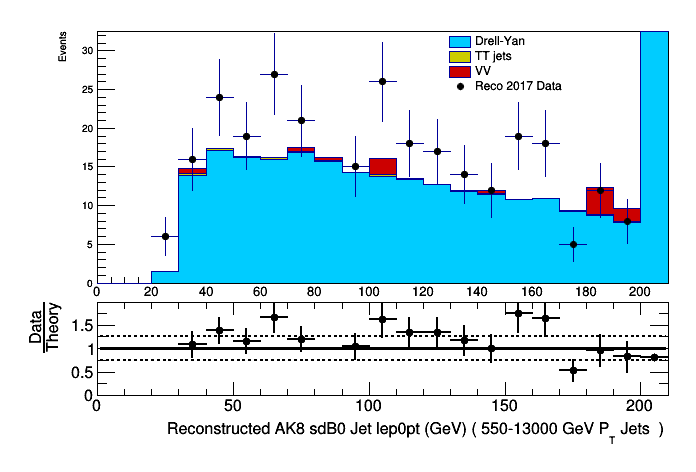 Events
30
25
20
15
10
5
0
Drell-Yan
TT jets
VV
Reco 2017 Data
0 20 40 60 80 100 120 140 160 180 200
Data
Theory
1.5
1
0.5
0
0 50 100 150 200
Reconstructed AK8 sdB0 Jet lep0pt (GeV) ( 550-13000 GeV P_T Jets )